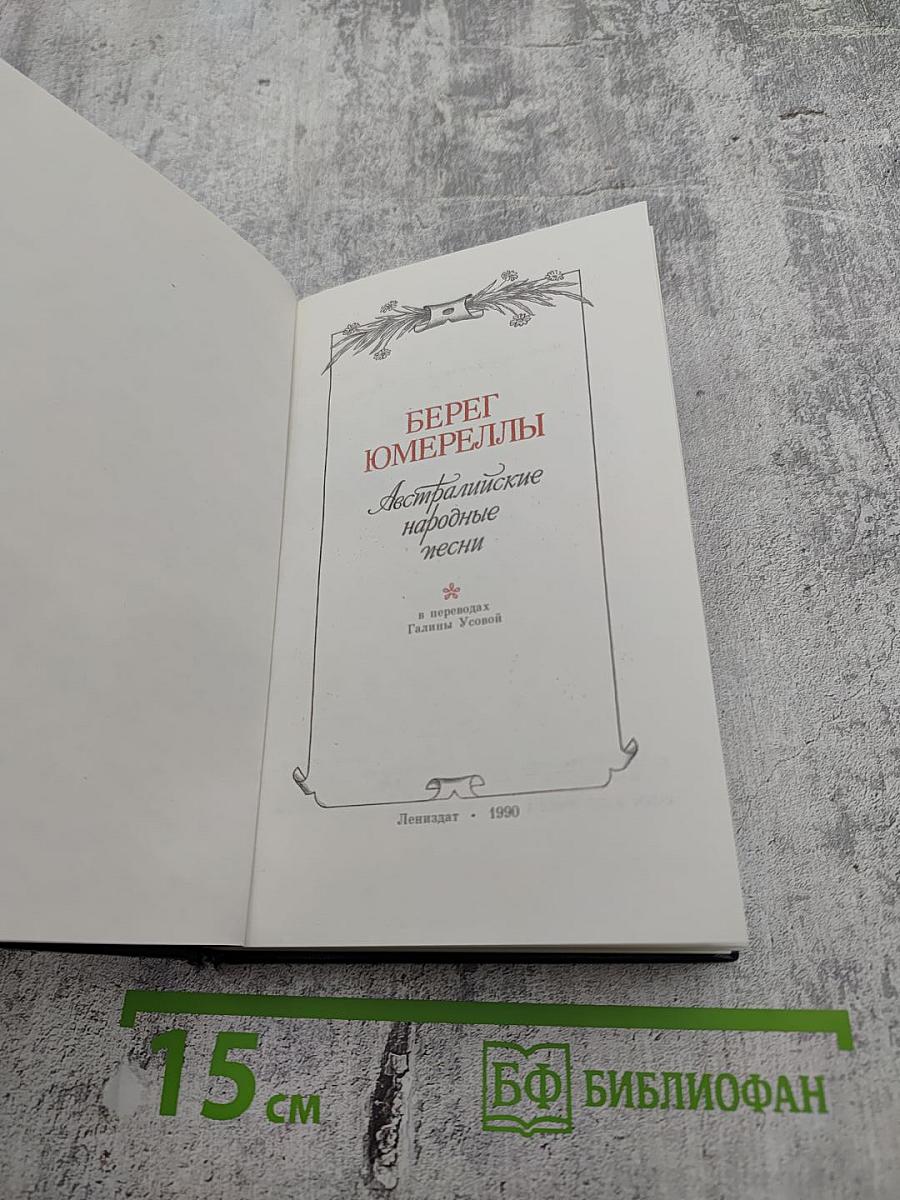 БЕРЕГ
ЮМЕРЕЛЛЫ
Австралийские
народные
песни
в переводах
Галины Усовой
Лениздат • 1990
15 см
БФ БИБЛИОФАН